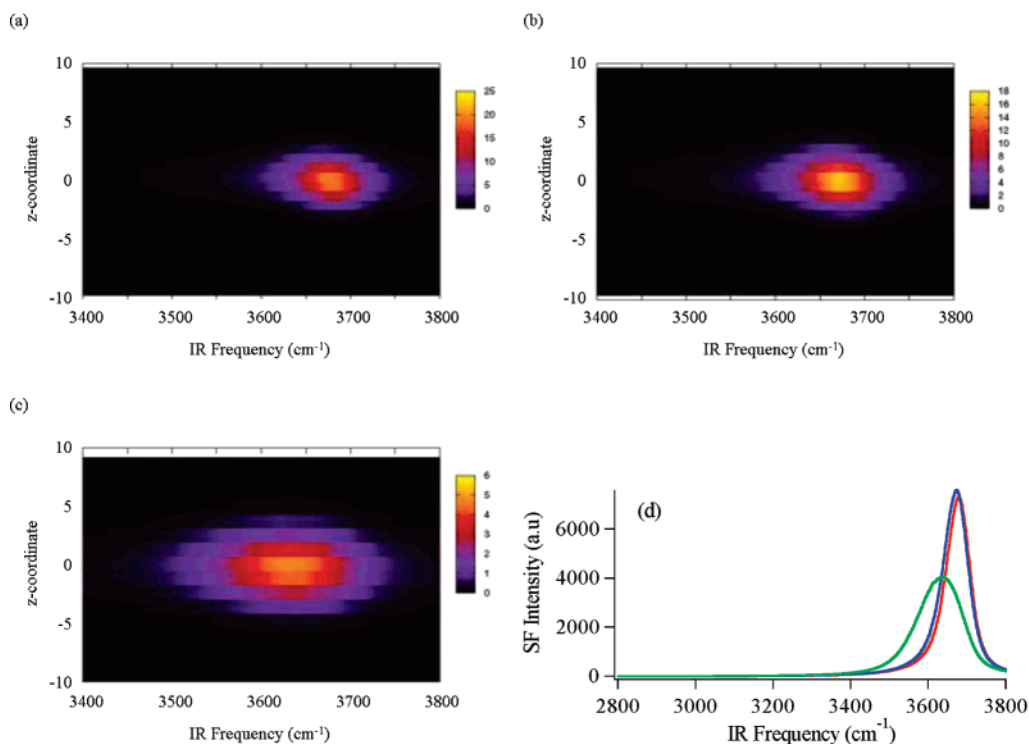 (a)
10
5
0
-5
-10
z-coordinate
25
20
15
10
5
0
3400 3500 3600 3700 3800
IR Frequency (cm⁻¹)
(b)
10
5
0
-5
-10
z-coordinate
18
16
14
12
10
8
6
4
2
0
3400 3500 3600 3700 3800
IR Frequency (cm⁻¹)
(c)
10
5
0
-5
-10
z-coordinate
6
5
4
3
2
1
0
3400 3500 3600 3700 3800
IR Frequency (cm⁻¹)
(d)
6000
4000
2000
0
SF Intensity (a.u)
2800 3000 3200 3400 3600 3800
IR Frequency (cm⁻¹)